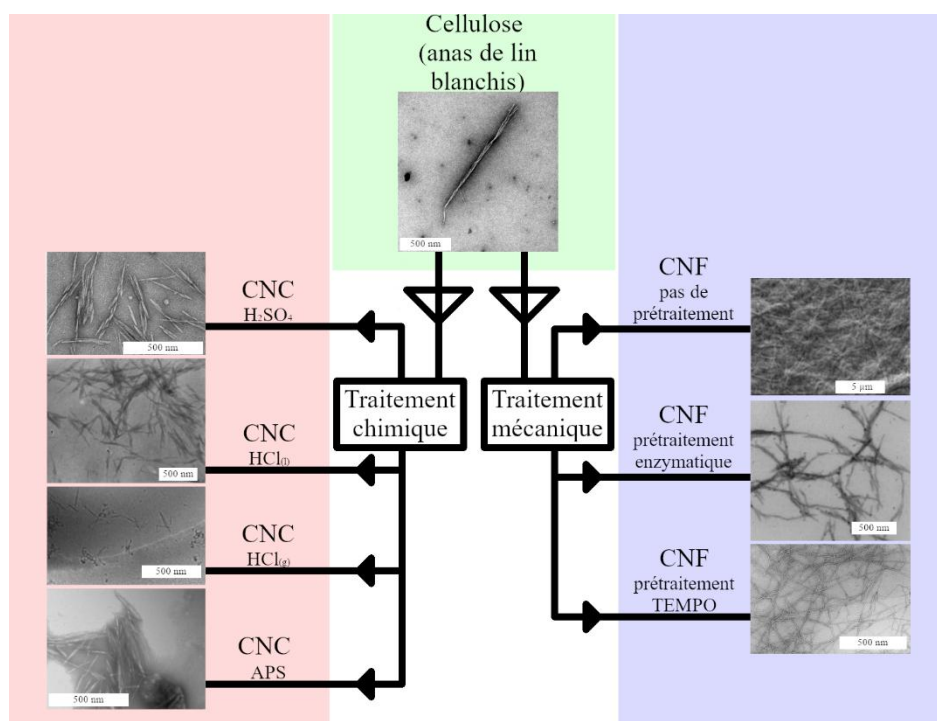 Cellulose
(anas de lin
blanchis)
500 nm
CNC
H₂SO₄
500 nm
CNC
HCl(l)
500 nm
CNC
HCl(g)
500 nm
CNC
APS
500 nm
Traitement
chimique
Traitement
mécanique
CNF
pas de
prétraitement
5 µm
CNF
prétraitement
enzymatique
500 nm
CNF
prétraitement
TEMPO
500 nm